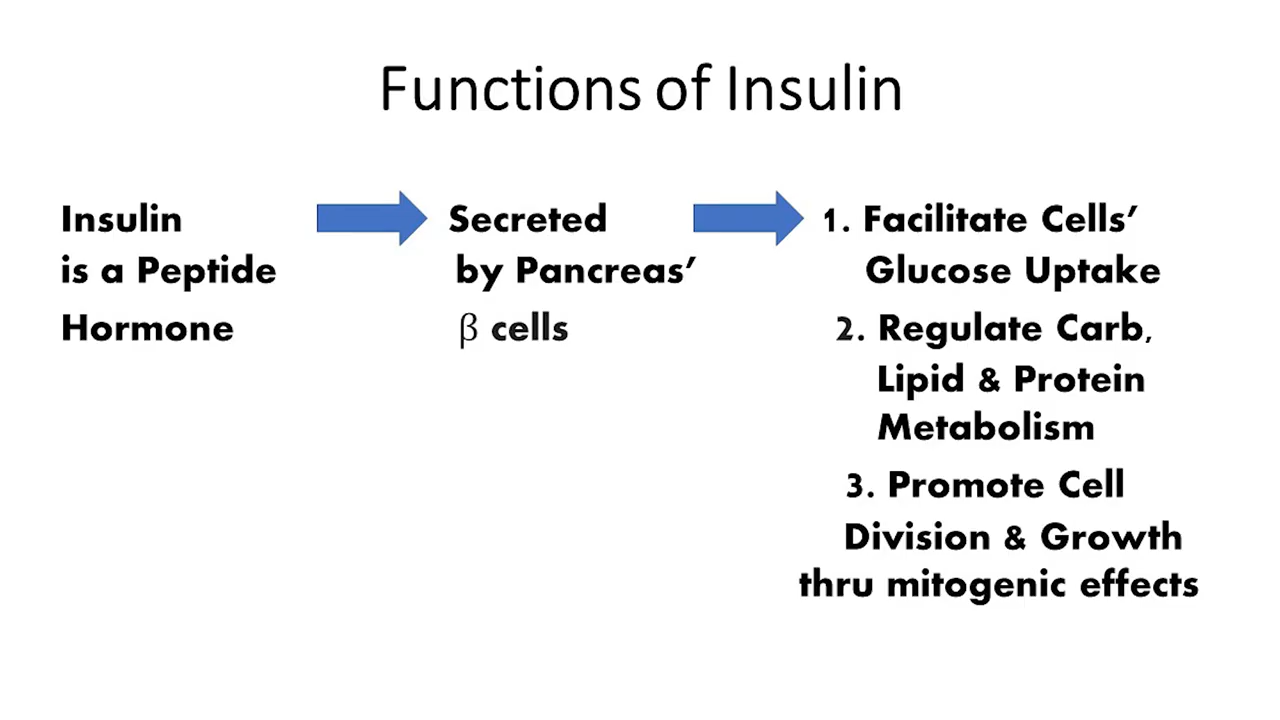 Functions of Insulin
Insulin
is a Peptide
Hormone
Secreted
by Pancreas’
β cells
1. Facilitate Cells’
Glucose Uptake
2. Regulate Carb,
Lipid & Protein
Metabolism
3. Promote Cell
Division & Growth
thru mitogenic effects